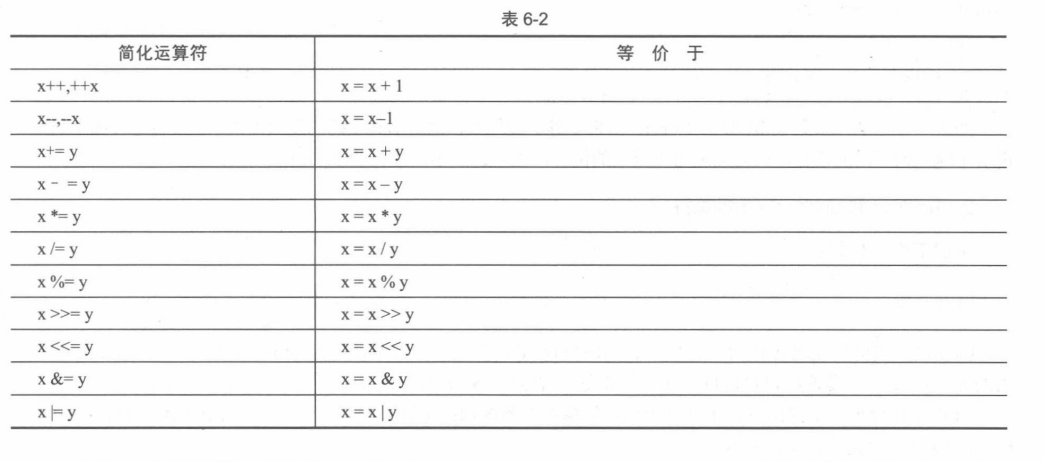 表 6-2
简化运算符 等 价 于
x++,++x x = x + 1
x--,--x x = x–1
x+= y x = x + y
x – = y x = x – y
x *= y x = x * y
x /= y x = x / y
x %= y x = x % y
x >>= y x = x >> y
x <<= y x = x << y
x &= y x = x & y
x |= y x = x | y